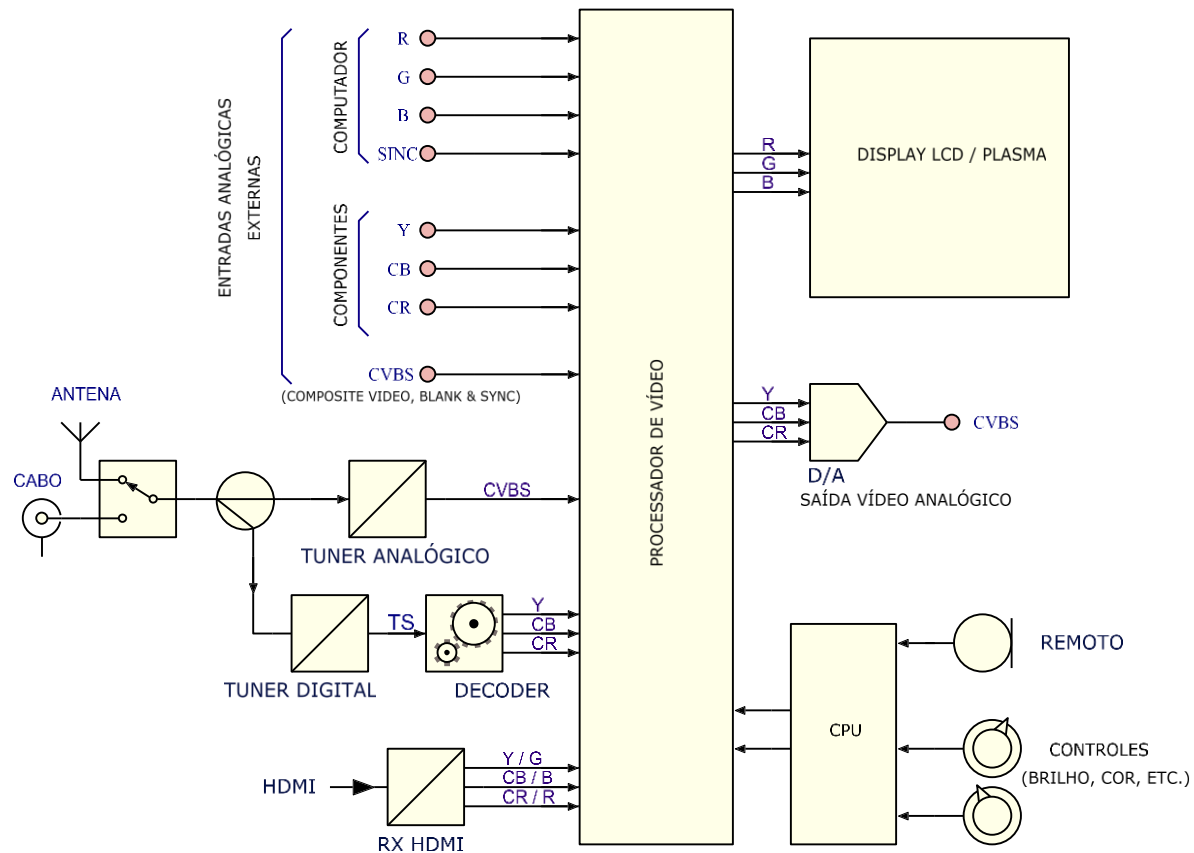 ENTRADAS ANALÓGICAS
EXTERNAS
COMPUTADOR
R
G
B
SINC
COMPONENTES
Y
CB
CR
CVBS
(COMPOSITE VIDEO, BLANK & SYNC)
ANTENA
CABO
TUNER ANALÓGICO
CVBS
TUNER DIGITAL
TS
DECODER
Y
CB
CR
HDMI
RX HDMI
Y / G
CB / B
CR / R
PROCESSADOR DE VÍDEO
R
G
B
DISPLAY LCD / PLASMA
Y
CB
CR
D/A
CVBS
SAÍDA VÍDEO ANALÓGICO
CPU
REMOTO
CONTROLES
(BRILHO, COR, ETC.)